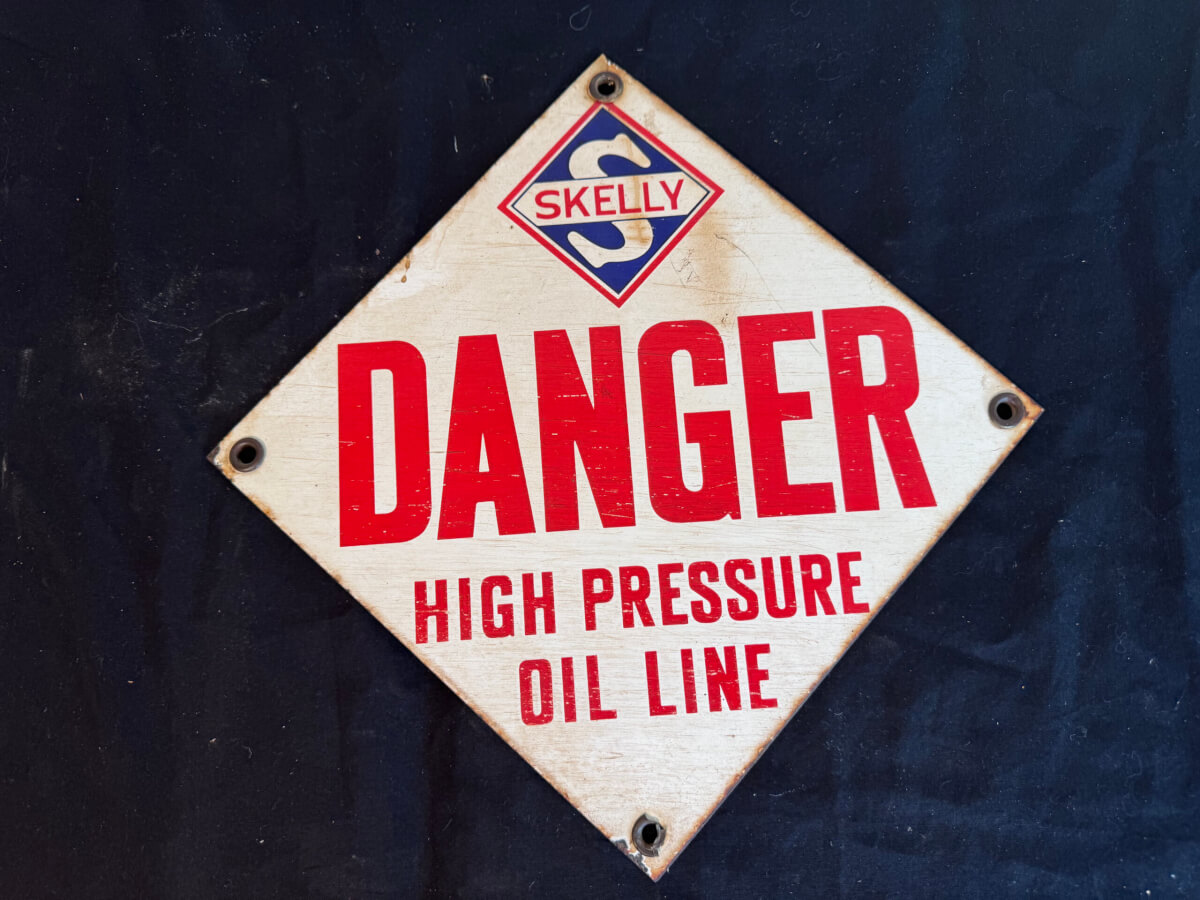 S
SKELLY
DANGER
HIGH PRESSURE
OIL LINE